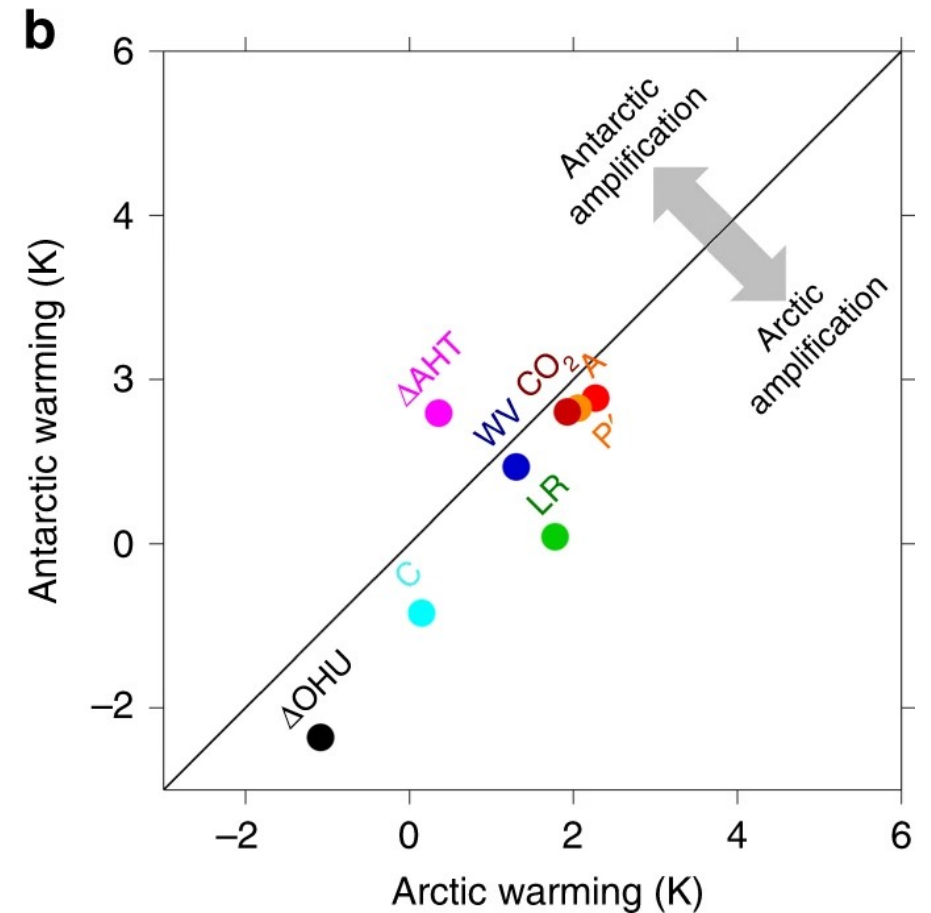 b
6
4
3
0
–2
Antarctic warming (K)
Antarctic
amplification
Arctic
amplification
ΔAHT
WV
CO₂
A
P′
LR
C
ΔOHU
–2
0
2
4
6
Arctic warming (K)